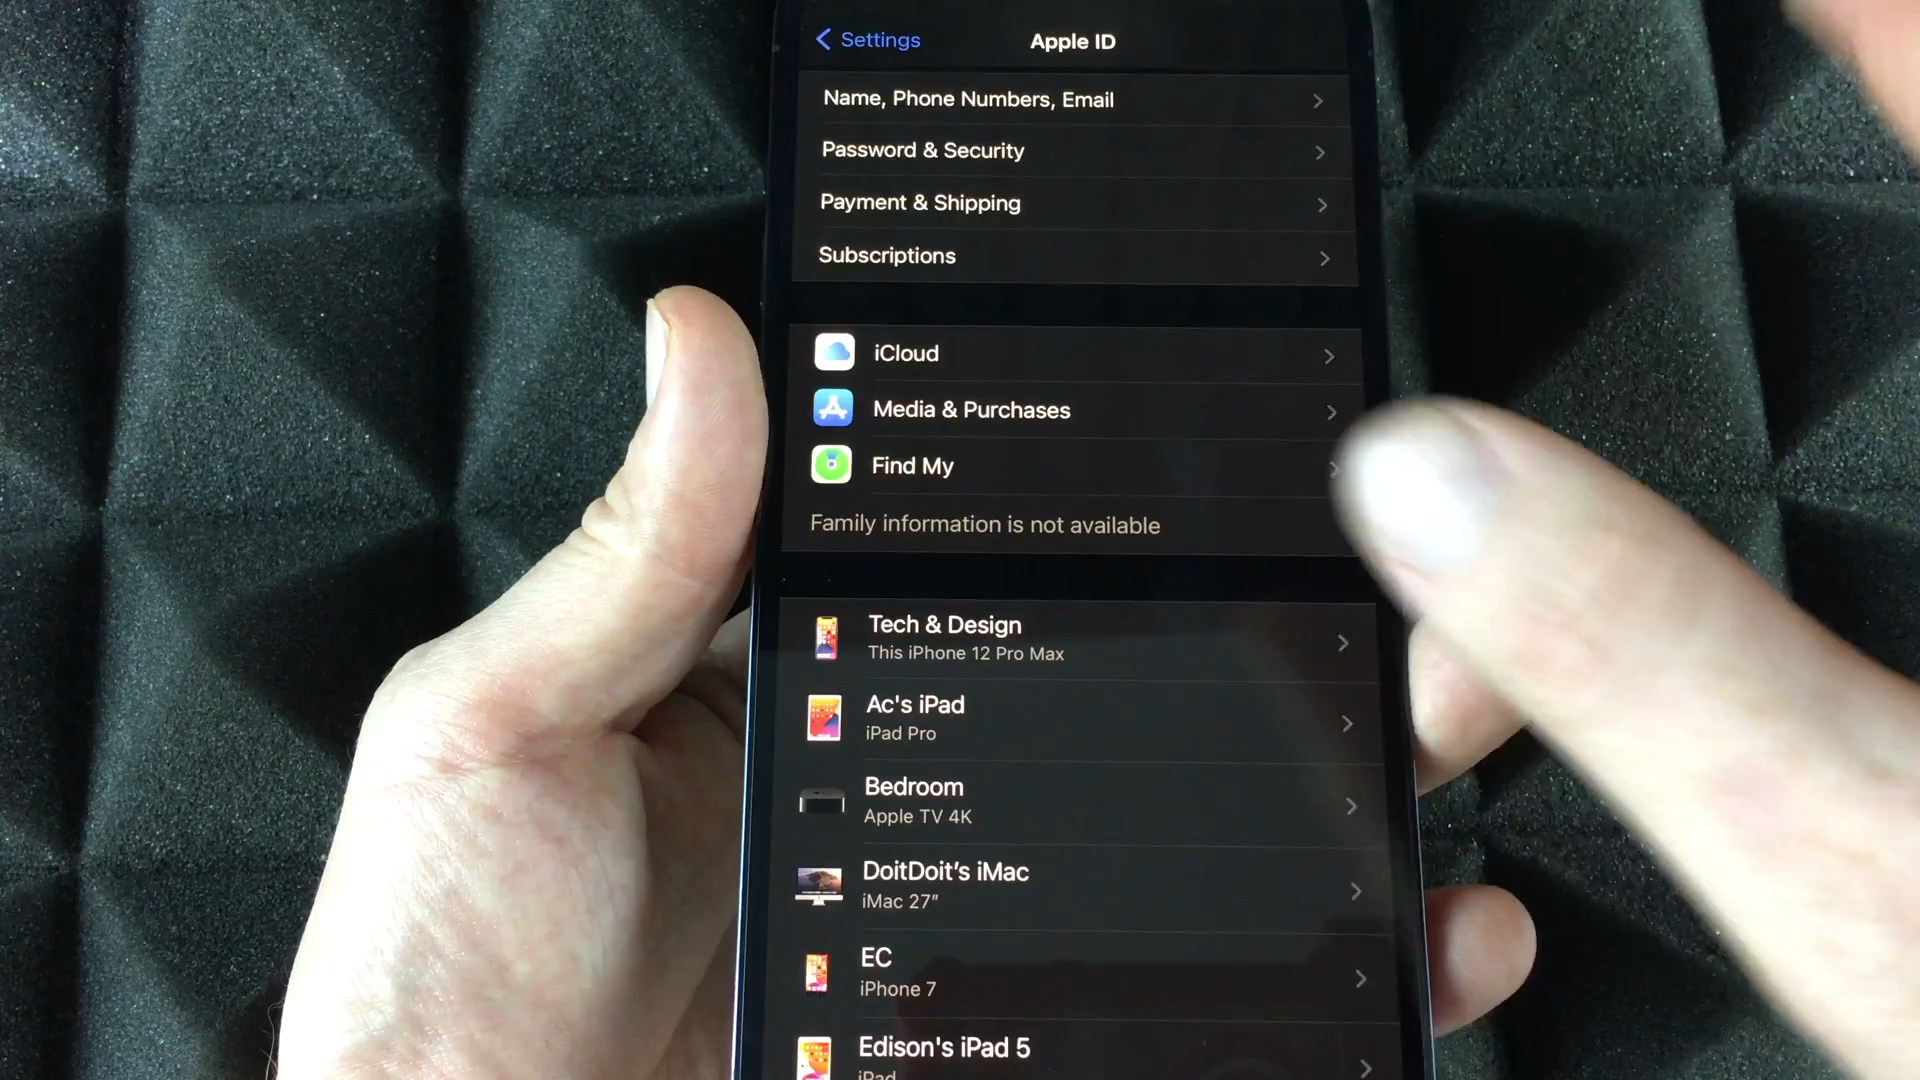 Settings
Apple ID
Name, Phone Numbers, Email
Password & Security
Payment & Shipping
Subscriptions
iCloud
Media & Purchases
Find My
Family information is not available
Tech & Design
This iPhone 12 Pro Max
Ac's iPad
iPad Pro
Bedroom
Apple TV 4K
DoitDoit’s iMac
iMac 27”
EC
iPhone 7
Edison's iPad 5
iPad